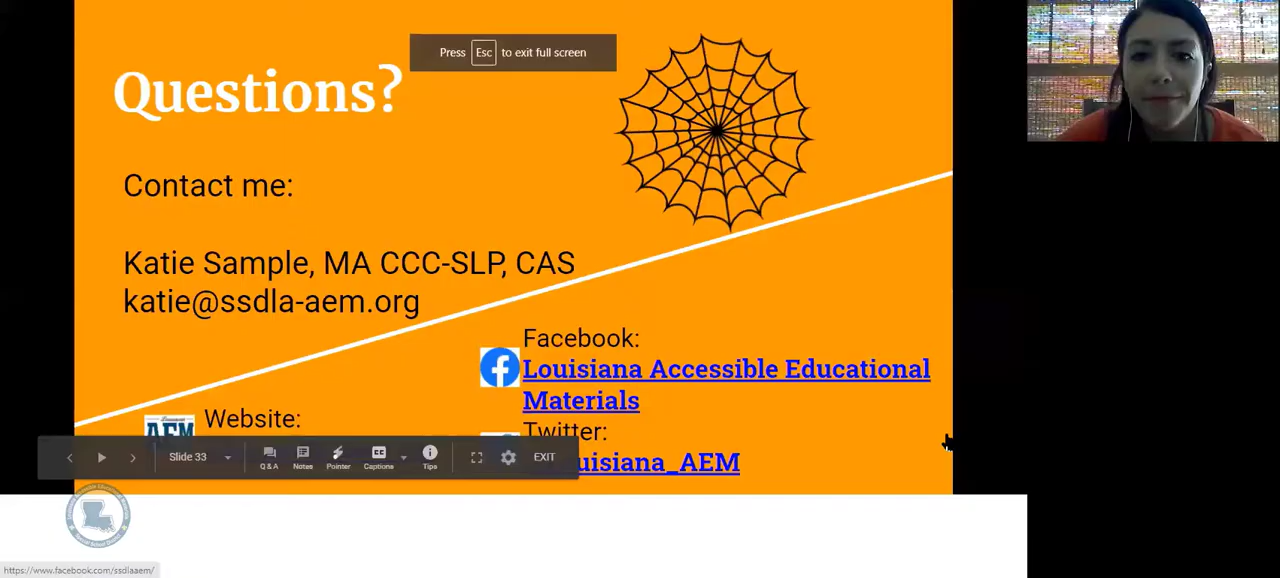 Press Esc to exit full screen
Questions?
Contact me:
Katie Sample, MA CCC-SLP, CAS
katie@ssdla-aem.org
Facebook:
Louisiana Accessible Educational
Materials
Website:
AEM
Twitter:
uisiana_AEM
Slide 33
Q & A
Notes
Pointer
Captions
Tips
EXIT
https://www.facebook.com/ssdlaaem/